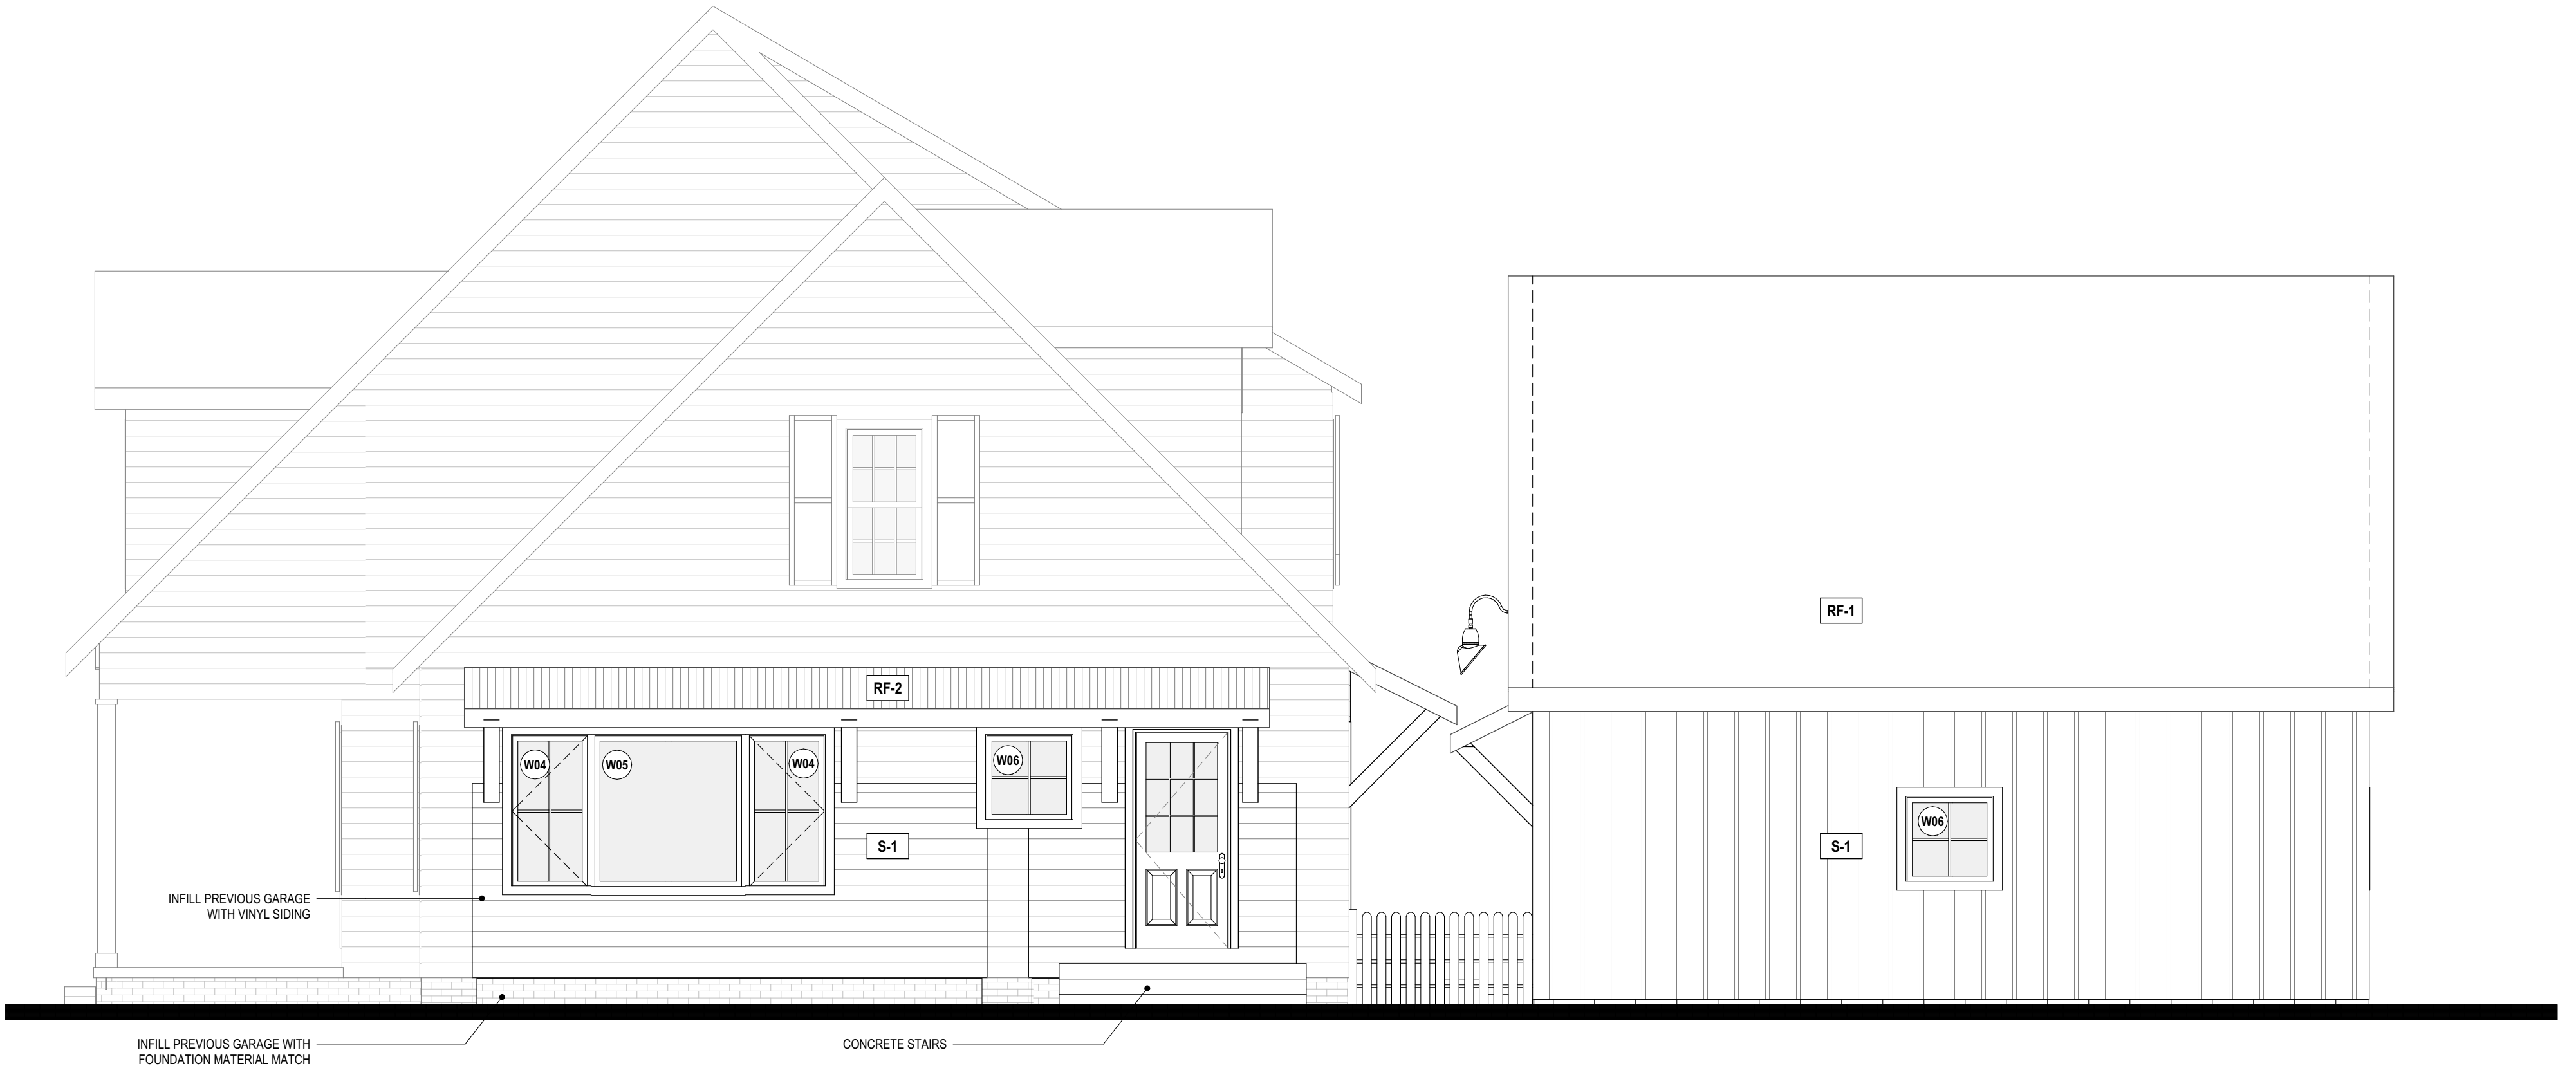 RF-1
RF-2
W04
W05
W04
W06
W06
S-1
S-1
INFILL PREVIOUS GARAGE
WITH VINYL SIDING
INFILL PREVIOUS GARAGE WITH
FOUNDATION MATERIAL MATCH
CONCRETE STAIRS